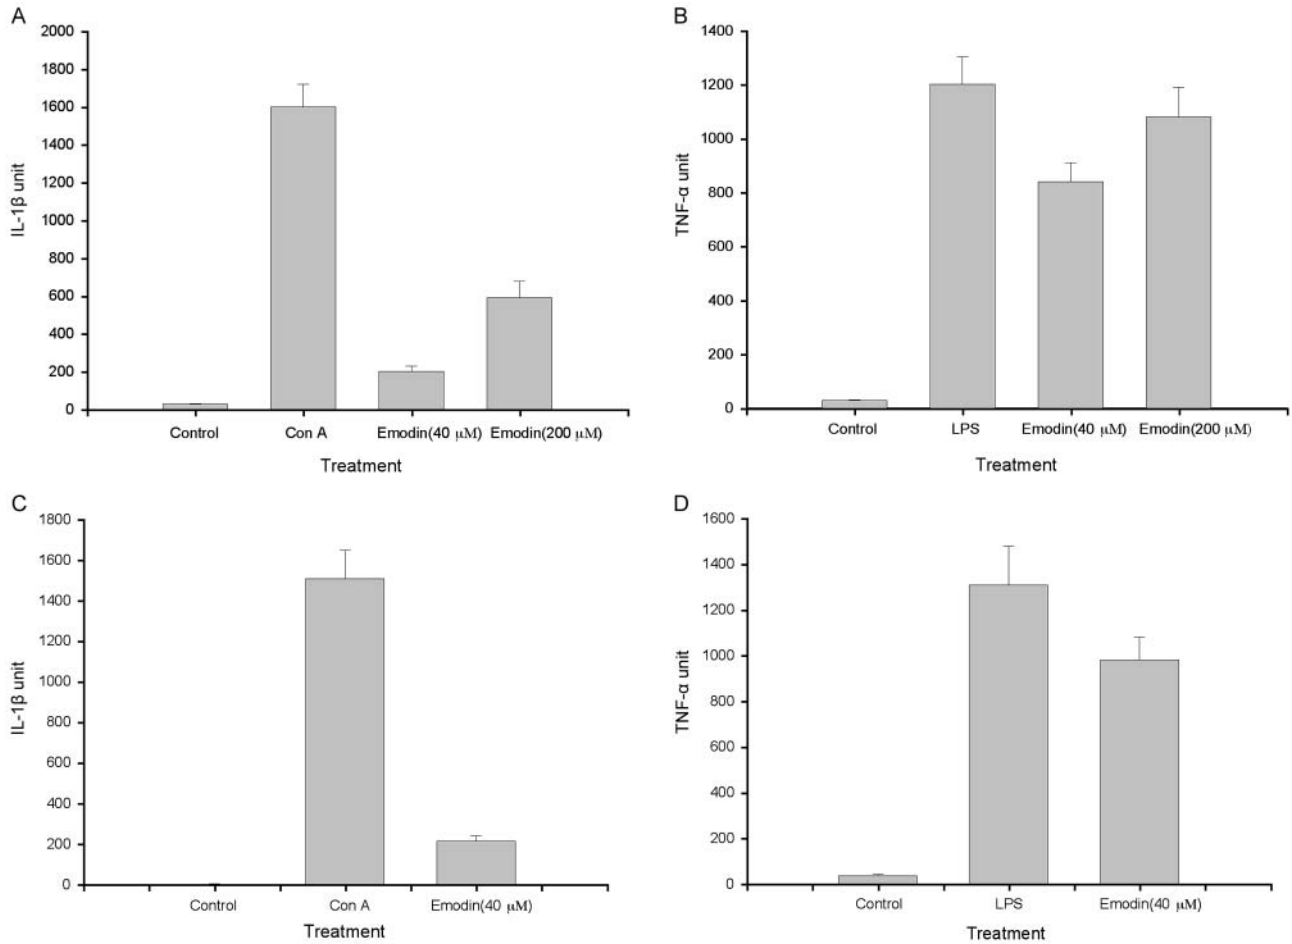 A
2000
1800
1600
1400
1200
1000
800
600
400
200
0
IL-1β unit
Control Con A Emodin(40 μM) Emodin(200 μM)
Treatment
B
1400
1200
1000
800
600
400
200
0
TNF-α unit
Control LPS Emodin(40 μM) Emodin(200 μM)
Treatment
C
1800
1600
1400
1200
1000
800
600
400
200
0
IL-1β unit
Control Con A Emodin(40 μM)
Treatment
D
1600
1400
1200
1000
800
600
400
200
0
TNF-α unit
Control LPS Emodin(40 μM)
Treatment